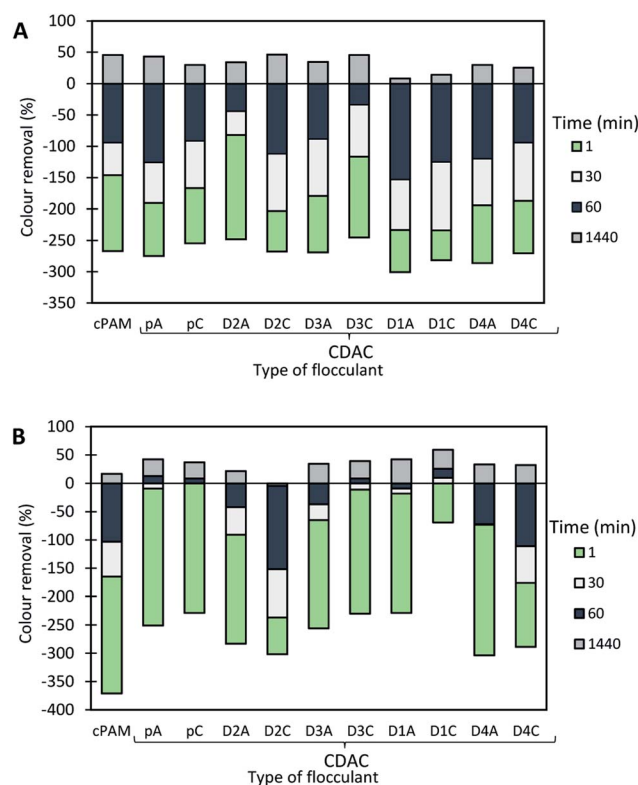 A
100
50
0
-50
-100
-150
-200
-250
-300
-350
Colour removal (%)
Time (min)
1
30
60
1440
cPAM pA pC D2A D2C D3A D3C D1A D1C D4A D4C
CDAC
Type of flocculant
B
100
50
0
-50
-100
-150
-200
-250
-300
-350
-400
Colour removal (%)
Time (min)
1
30
60
1440
cPAM pA pC D2A D2C D3A D3C D1A D1C D4A D4C
CDAC
Type of flocculant